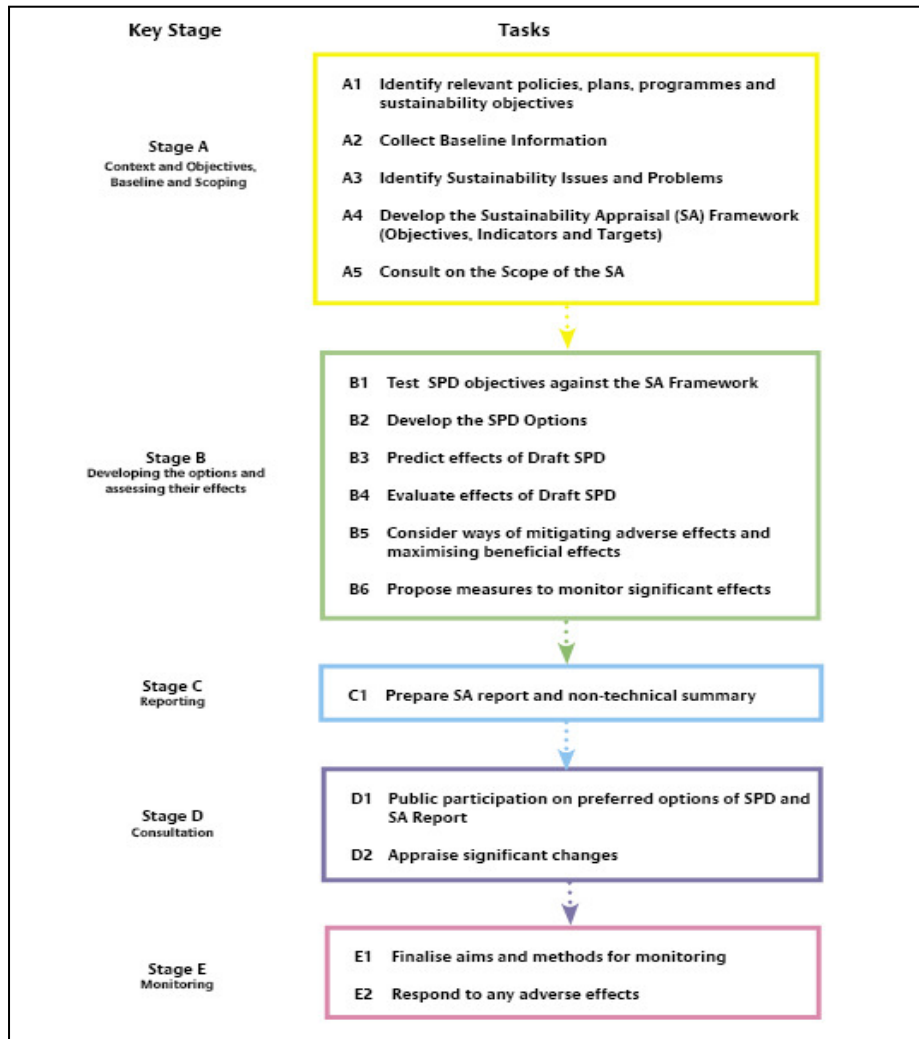 Key Stage
Tasks
Stage A
Context and Objectives,
Baseline and Scoping
A1 Identify relevant policies, plans, programmes and
sustainability objectives
A2 Collect Baseline Information
A3 Identify Sustainability Issues and Problems
A4 Develop the Sustainability Appraisal (SA) Framework
(Objectives, Indicators and Targets)
A5 Consult on the Scope of the SA
Stage B
Developing the options and
assessing their effects
B1 Test SPD objectives against the SA Framework
B2 Develop the SPD Options
B3 Predict effects of Draft SPD
B4 Evaluate effects of Draft SPD
B5 Consider ways of mitigating adverse effects and
maximising beneficial effects
B6 Propose measures to monitor significant effects
Stage C
Reporting
C1 Prepare SA report and non-technical summary
Stage D
Consultation
D1 Public participation on preferred options of SPD and
SA Report
D2 Appraise significant changes
Stage E
Monitoring
E1 Finalise aims and methods for monitoring
E2 Respond to any adverse effects